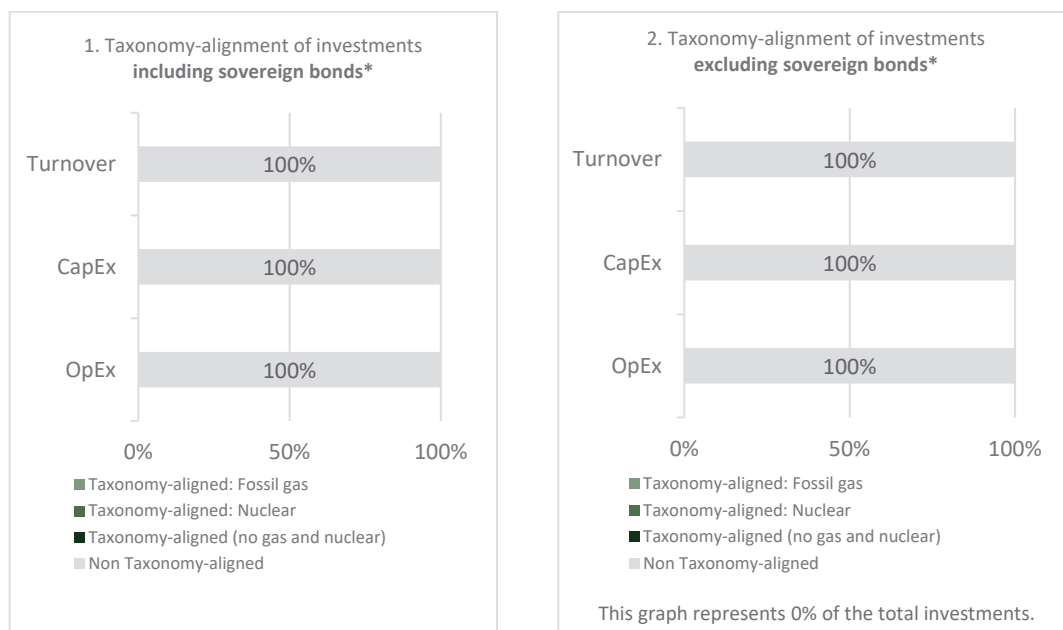 1. Taxonomy-alignment of investments
including sovereign bonds*
Turnover
100%
CapEx
100%
OpEx
100%
0%
50%
100%
Taxonomy-aligned: Fossil gas
Taxonomy-aligned: Nuclear
Taxonomy-aligned (no gas and nuclear)
Non Taxonomy-aligned
2. Taxonomy-alignment of investments
excluding sovereign bonds*
Turnover
100%
CapEx
100%
OpEx
100%
0%
50%
100%
Taxonomy-aligned: Fossil gas
Taxonomy-aligned: Nuclear
Taxonomy-aligned (no gas and nuclear)
Non Taxonomy-aligned
This graph represents 0% of the total investments.